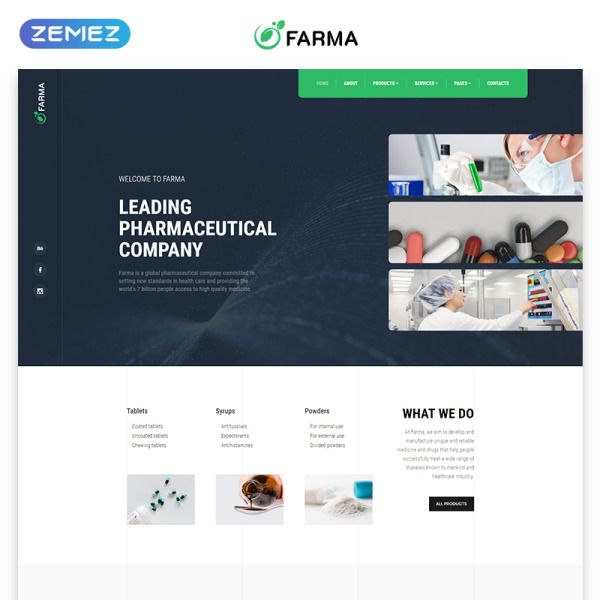 ZEMEZ
FARMA
FARMA
HOME
ABOUT
PRODUCTS
SERVICES
PAGES
CONTACTS
WELCOME TO FARMA
LEADING
PHARMACEUTICAL
COMPANY
Farma is a global pharmaceutical company committed to
setting new standards in health care and providing the
world's 7 billion people access to high quality medicine.
Bē
f
Tablets
Coated tablets
Uncoated tablets
Chewing tablets
Syrups
Antitussives
Expectorants
Antihistamines
Powders
For internal use
For external use
Divided powders
WHAT WE DO
At Farma, we aim to develop and
manufacture unique and reliable
medicine and drugs that help people
successfully treat a wide range of
diseases known to mankind and
healthcare industry.
ALL PRODUCTS